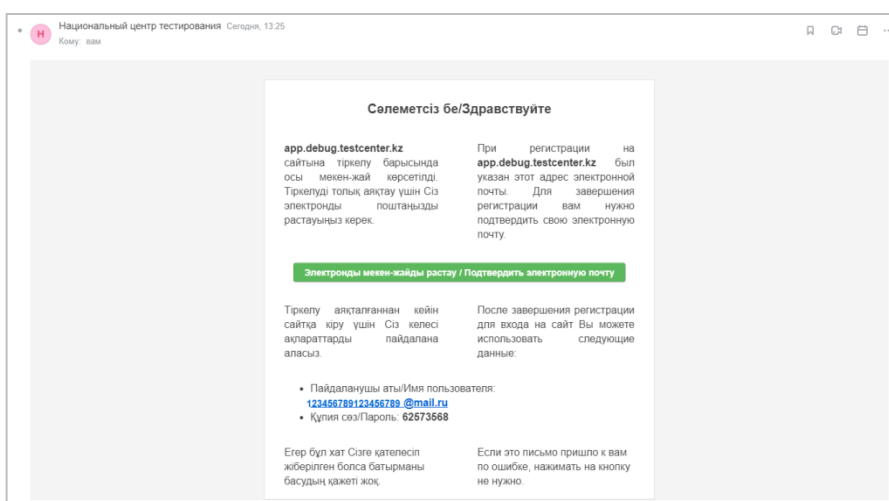 Н
Национальный центр тестирования Сегодня, 13:25
Кому: вам
Сәлеметсіз бе/Здравствуйте
app.debug.testcenter.kz
сайтына тіркелу барысында
осы мекен-жай көрсетілді.
Тіркелуді толық аяқтау үшін Сіз
электронды поштаңызды
растауыңыз керек.
При регистрации на
app.debug.testcenter.kz был
указан этот адрес электронной
почты. Для завершения
регистрации вам нужно
подтвердить свою электронную
почту.
Электронды мекен-жайды растау / Подтвердить электронную почту
Тіркелу аяқталғаннан кейін
сайтқа кіру үшін Сіз келесі
ақпараттарды пайдалана
аласыз.
После завершения регистрации
для входа на сайт Вы можете
использовать следующие
данные:
• Пайдаланушы аты/Имя пользователя:
123456789123456789 @mail.ru
• Құпия сөз/Пароль: 62573568
Егер бұл хат Сізге қателесіп
жіберілген болса батырманы
басудың қажеті жоқ.
Если это письмо пришло к вам
по ошибке, нажимать на кнопку
не нужно.